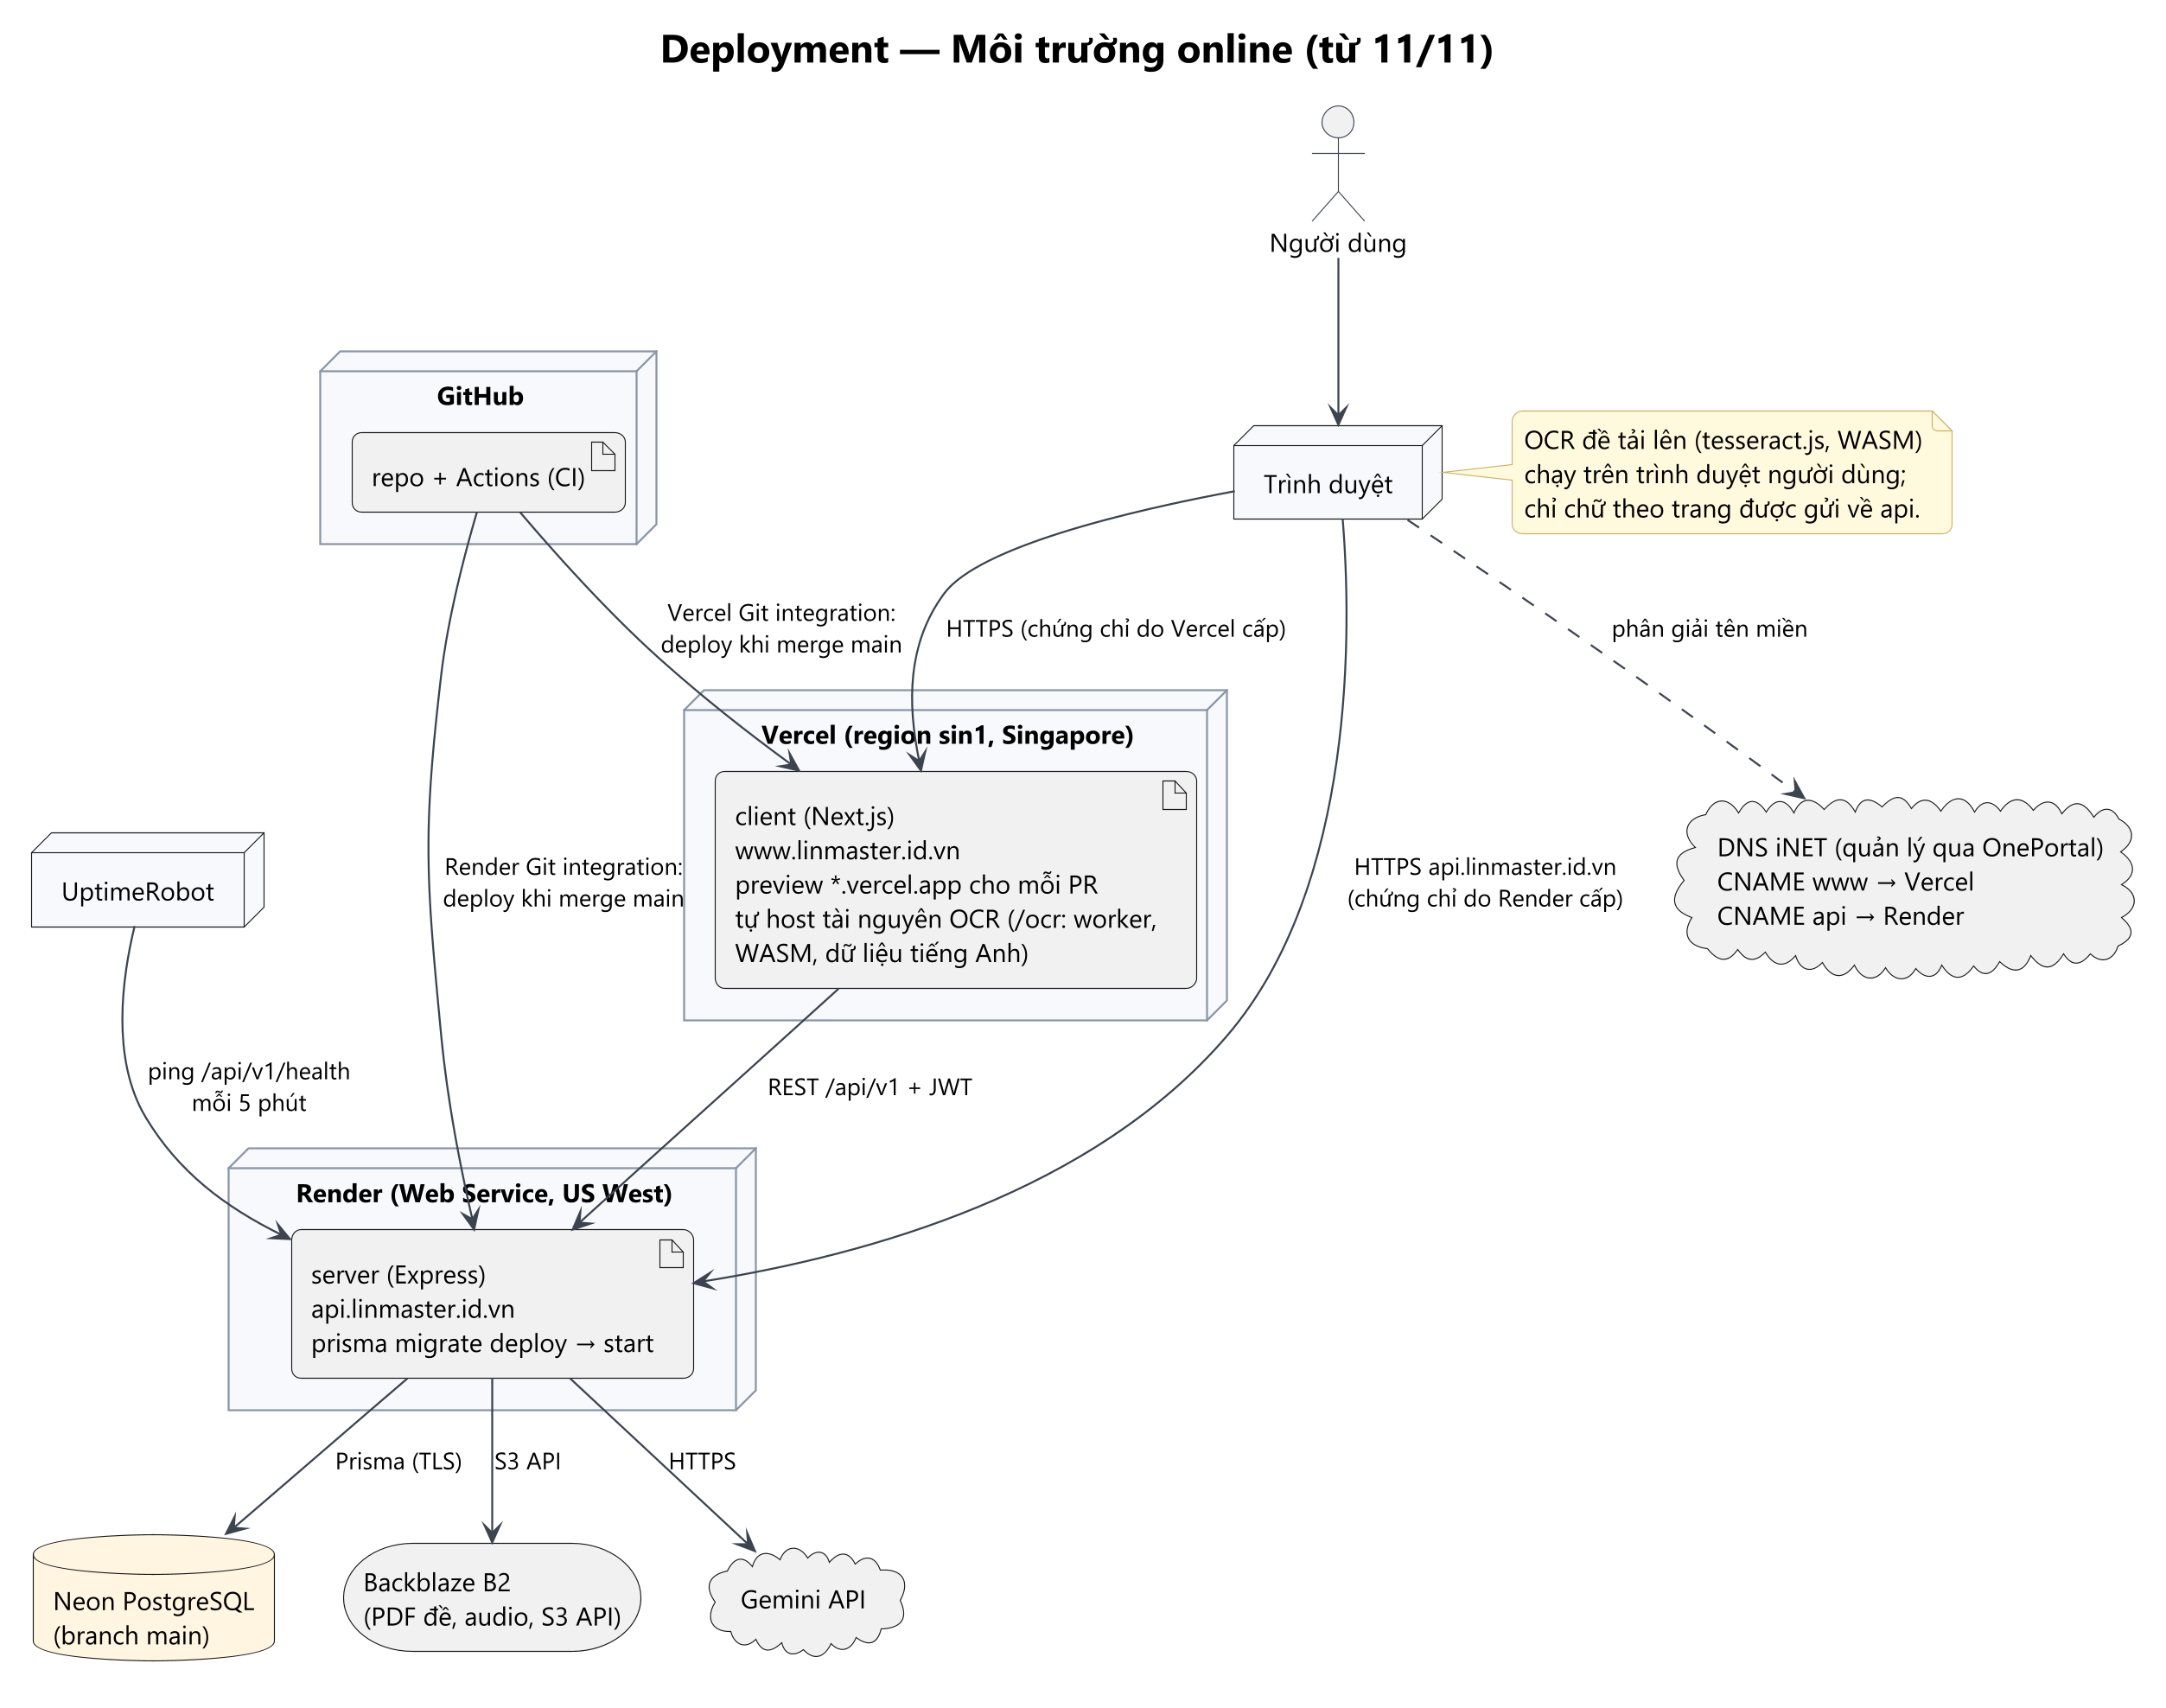 Deployment — Môi trường online (từ 11/11)
Người dùng
GitHub
repo + Actions (CI)
Trình duyệt
OCR đề tải lên (tesseract.js, WASM)
chạy trên trình duyệt người dùng;
chỉ chữ theo trang được gửi về api.
Vercel Git integration:
deploy khi merge main
HTTPS (chứng chỉ do Vercel cấp)
phân giải tên miền
Vercel (region sin1, Singapore)
client (Next.js)
www.linmaster.id.vn
preview *.vercel.app cho mỗi PR
tự host tài nguyên OCR (/ocr: worker,
WASM, dữ liệu tiếng Anh)
UptimeRobot
Render Git integration:
deploy khi merge main
HTTPS api.linmaster.id.vn
(chứng chỉ do Render cấp)
DNS iNET (quản lý qua OnePortal)
CNAME www → Vercel
CNAME api → Render
ping /api/v1/health
mỗi 5 phút
REST /api/v1 + JWT
Render (Web Service, US West)
server (Express)
api.linmaster.id.vn
prisma migrate deploy → start
Prisma (TLS)
S3 API
HTTPS
Neon PostgreSQL
(branch main)
Backblaze B2
(PDF đề, audio, S3 API)
Gemini API